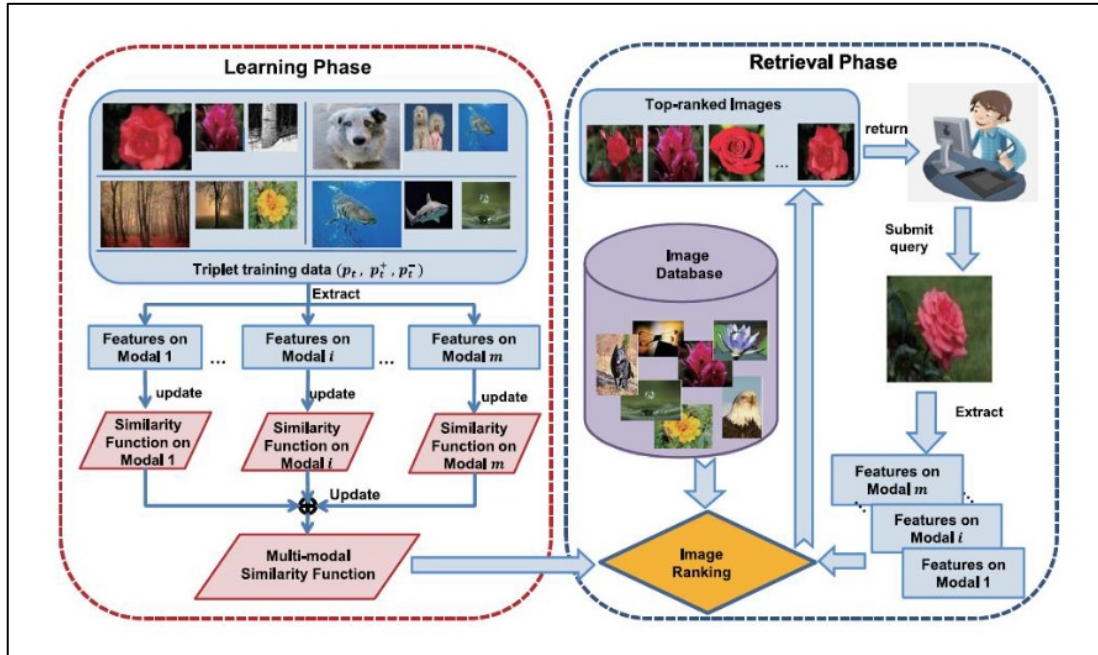 Learning Phase
Triplet training data (𝑝ₜ , 𝑝ₜ⁺ , 𝑝ₜ⁻)
Extract
Features on
Modal 1
...
Features on
Modal 𝑖
...
Features on
Modal 𝑚
update
update
update
Similarity
Function on
Modal 1
Similarity
Function on
Modal 𝑖
Similarity
Function on
Modal 𝑚
Update
Multi-modal
Similarity Function
Retrieval Phase
Top-ranked Images
...
return
Submit
query
Image
Database
Extract
Features on
Modal 𝑚
Features on
Modal 𝑖
Features on
Modal 1
Image
Ranking